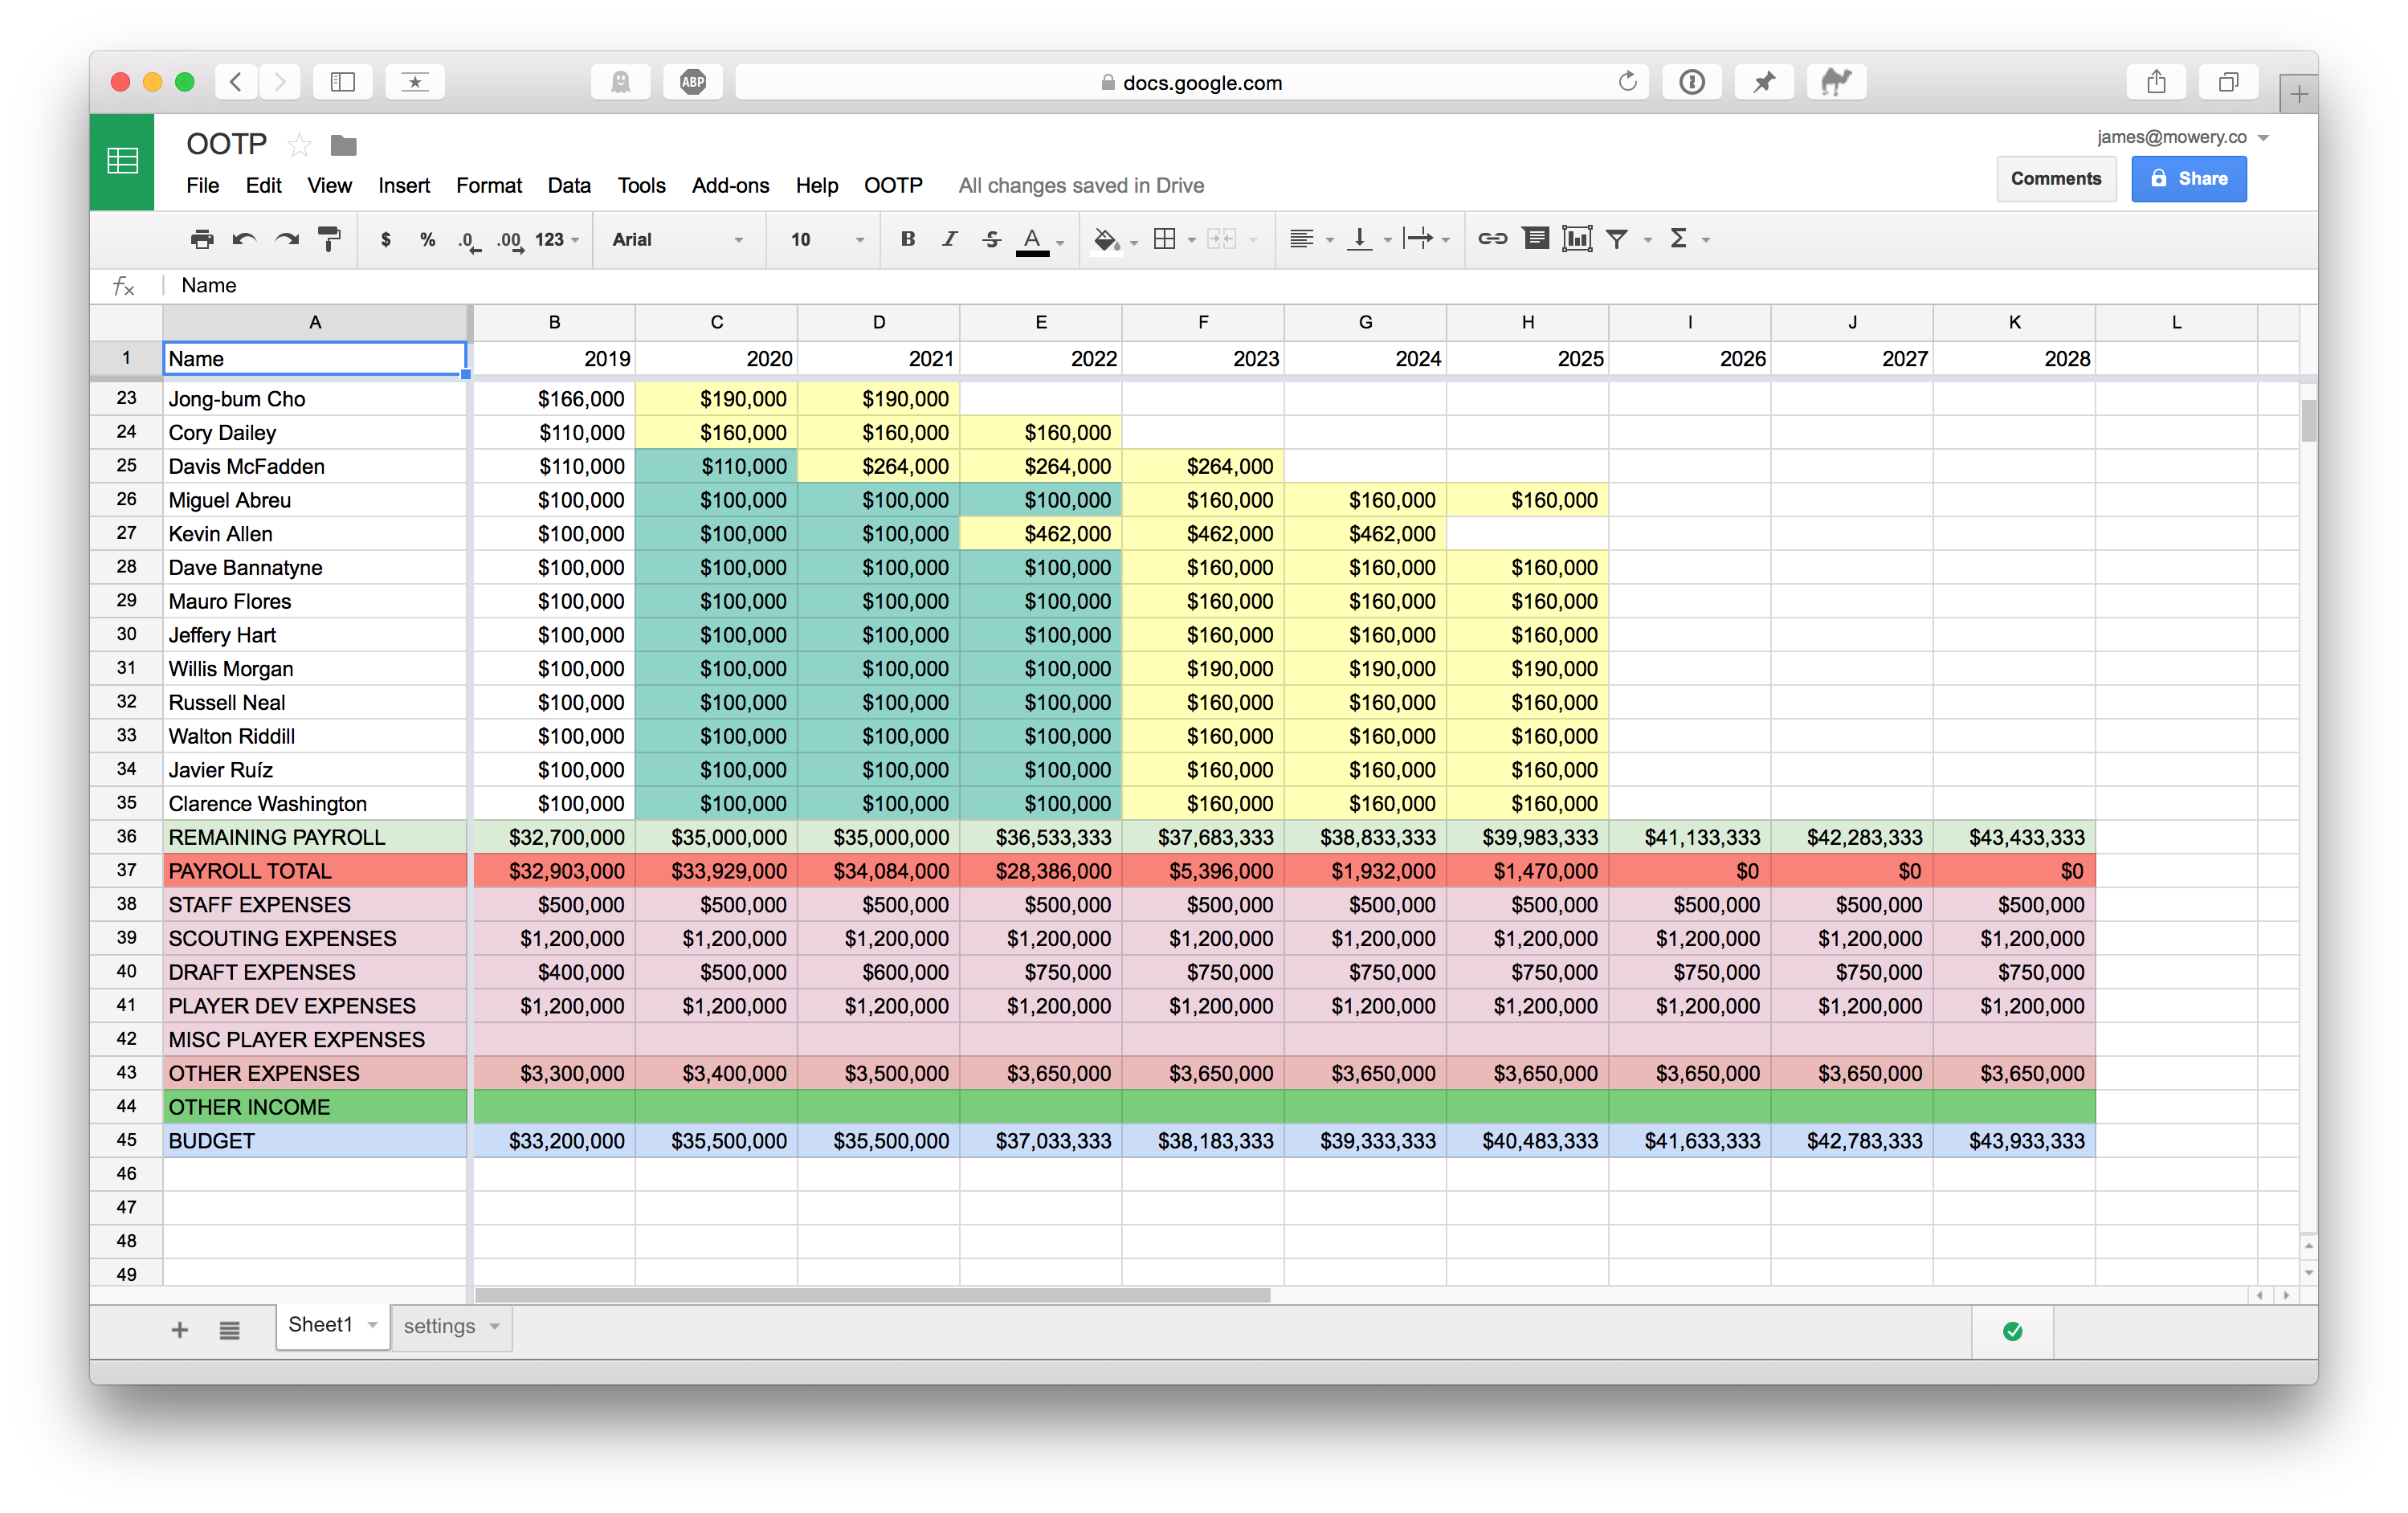 ABP docs.google.com
OOTP james@mowery.co
File Edit View Insert Format Data Tools Add-ons Help OOTP All changes saved in Drive Comments Share
$ % .0 .00 123 Arial 10 B I S A Σ
fx Name
A B C D E F G H I J K L
1 Name 2019 2020 2021 2022 2023 2024 2025 2026 2027 2028
23 Jong-bum Cho $166,000 $190,000 $190,000
24 Cory Dailey $110,000 $160,000 $160,000 $160,000
25 Davis McFadden $110,000 $110,000 $264,000 $264,000 $264,000
26 Miguel Abreu $100,000 $100,000 $100,000 $100,000 $160,000 $160,000 $160,000
27 Kevin Allen $100,000 $100,000 $100,000 $462,000 $462,000 $462,000
28 Dave Bannatyne $100,000 $100,000 $100,000 $100,000 $160,000 $160,000 $160,000
29 Mauro Flores $100,000 $100,000 $100,000 $100,000 $160,000 $160,000 $160,000
30 Jeffery Hart $100,000 $100,000 $100,000 $100,000 $160,000 $160,000 $160,000
31 Willis Morgan $100,000 $100,000 $100,000 $100,000 $190,000 $190,000 $190,000
32 Russell Neal $100,000 $100,000 $100,000 $100,000 $160,000 $160,000 $160,000
33 Walton Riddill $100,000 $100,000 $100,000 $100,000 $160,000 $160,000 $160,000
34 Javier Ruíz $100,000 $100,000 $100,000 $100,000 $160,000 $160,000 $160,000
35 Clarence Washington $100,000 $100,000 $100,000 $100,000 $160,000 $160,000 $160,000
36 REMAINING PAYROLL $32,700,000 $35,000,000 $35,000,000 $36,533,333 $37,683,333 $38,833,333 $39,983,333 $41,133,333 $42,283,333 $43,433,333
37 PAYROLL TOTAL $32,903,000 $33,929,000 $34,084,000 $28,386,000 $5,396,000 $1,932,000 $1,470,000 $0 $0 $0
38 STAFF EXPENSES $500,000 $500,000 $500,000 $500,000 $500,000 $500,000 $500,000 $500,000 $500,000 $500,000
39 SCOUTING EXPENSES $1,200,000 $1,200,000 $1,200,000 $1,200,000 $1,200,000 $1,200,000 $1,200,000 $1,200,000 $1,200,000 $1,200,000
40 DRAFT EXPENSES $400,000 $500,000 $600,000 $750,000 $750,000 $750,000 $750,000 $750,000 $750,000 $750,000
41 PLAYER DEV EXPENSES $1,200,000 $1,200,000 $1,200,000 $1,200,000 $1,200,000 $1,200,000 $1,200,000 $1,200,000 $1,200,000 $1,200,000
42 MISC PLAYER EXPENSES
43 OTHER EXPENSES $3,300,000 $3,400,000 $3,500,000 $3,650,000 $3,650,000 $3,650,000 $3,650,000 $3,650,000 $3,650,000 $3,650,000
44 OTHER INCOME
45 BUDGET $33,200,000 $35,500,000 $35,500,000 $37,033,333 $38,183,333 $39,333,333 $40,483,333 $41,633,333 $42,783,333 $43,933,333
46
47
48
49
Sheet1 settings